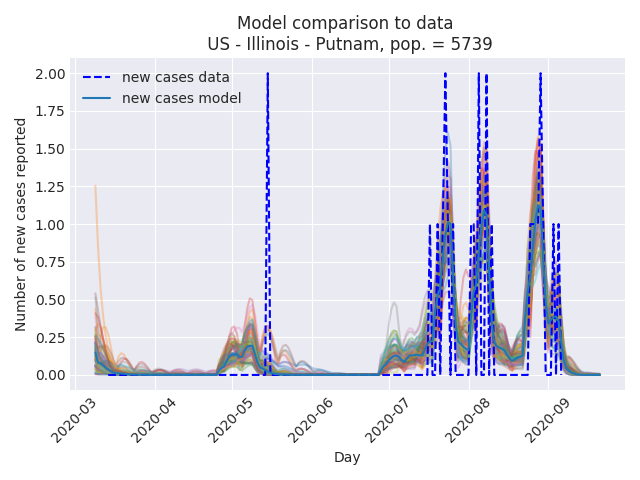 Model comparison to data
US - Illinois - Putnam, pop. = 5739
new cases data
new cases model
Number of new cases reported
2.00
1.75
1.50
1.25
1.00
0.75
0.50
0.25
0.00
2020-03
2020-04
2020-05
2020-06
2020-07
2020-08
2020-09
Day